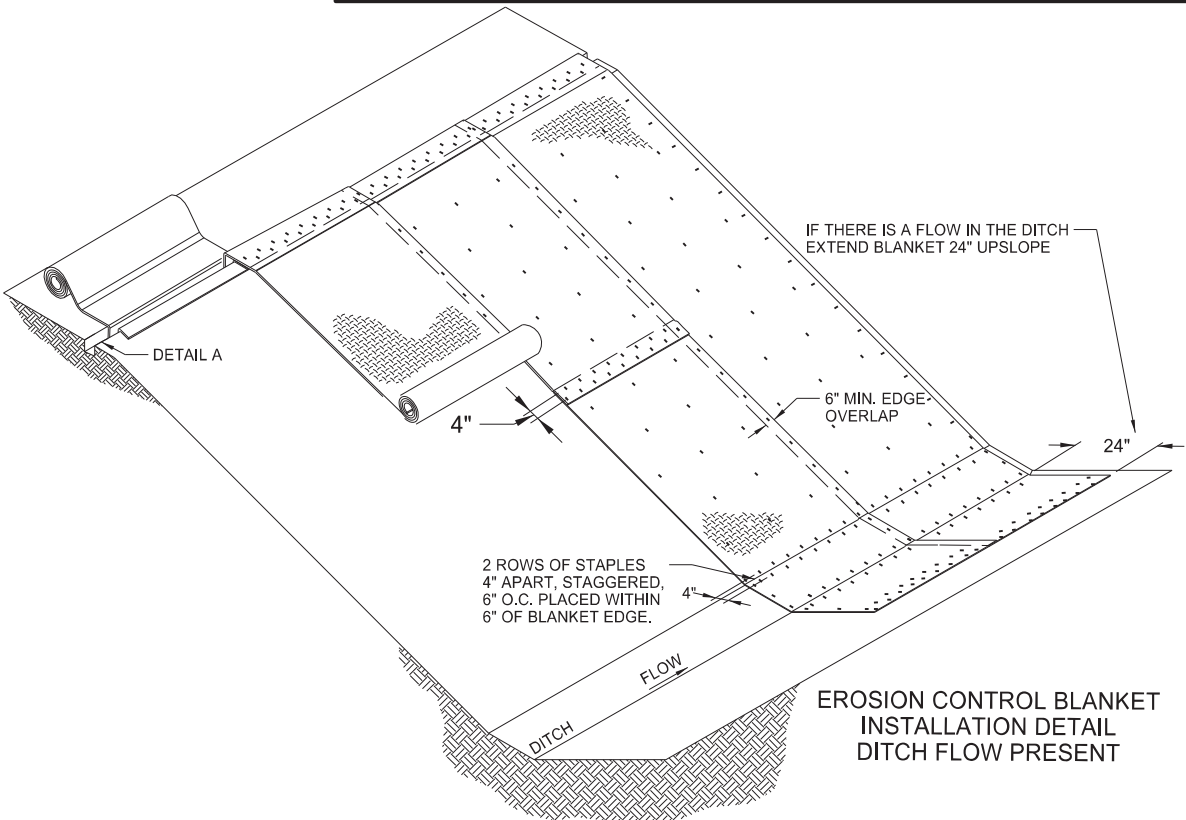 IF THERE IS A FLOW IN THE DITCH
EXTEND BLANKET 24" UPSLOPE
DETAIL A
4"
6" MIN. EDGE
OVERLAP
24"
2 ROWS OF STAPLES
4" APART, STAGGERED,
6" O.C. PLACED WITHIN
6" OF BLANKET EDGE.
4"
FLOW
DITCH
EROSION CONTROL BLANKET
INSTALLATION DETAIL
DITCH FLOW PRESENT